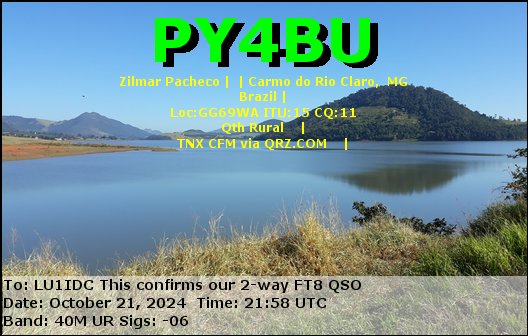 PY4BU
Zilmar Pacheco | | Carmo do Rio Claro, MG
Brazil |
Loc:GG69WA ITU:15 CQ:11
Qth Rural |
TNX CFM via QRZ.COM |
To: LU1IDC This confirms our 2-way FT8 QSO
Date: October 21, 2024 Time: 21:58 UTC
Band: 40M UR Sigs: -06